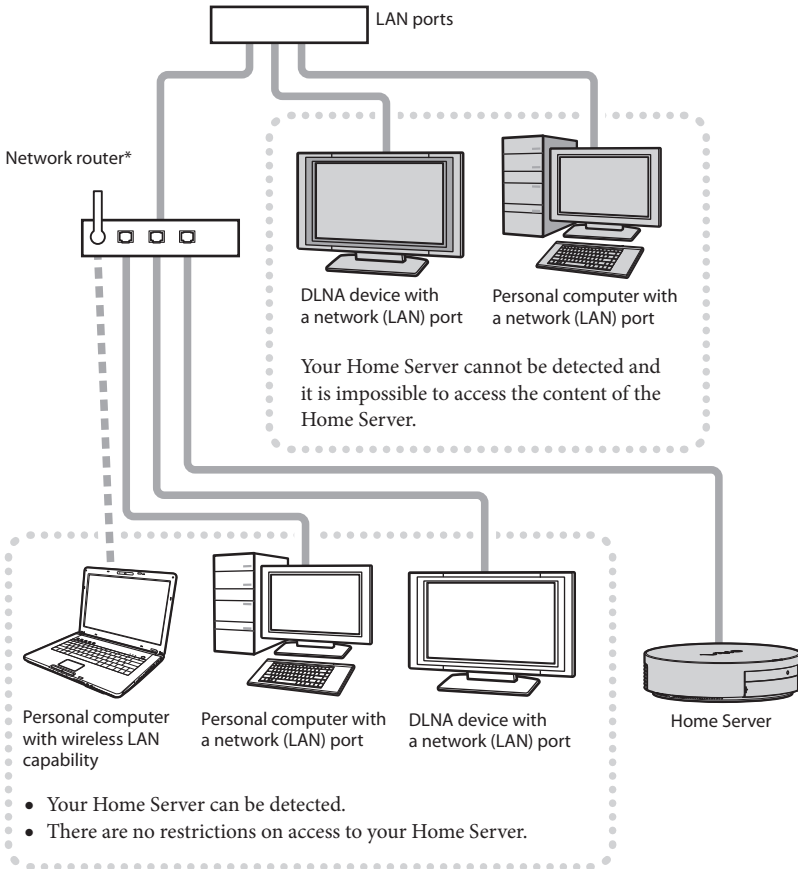 LAN ports
Network router*
DLNA device with
a network (LAN) port
Personal computer with
a network (LAN) port
Your Home Server cannot be detected and
it is impossible to access the content of the
Home Server.
Personal computer
with wireless LAN
capability
Personal computer with
a network (LAN) port
DLNA device with
a network (LAN) port
Home Server
• Your Home Server can be detected.
• There are no restrictions on access to your Home Server.